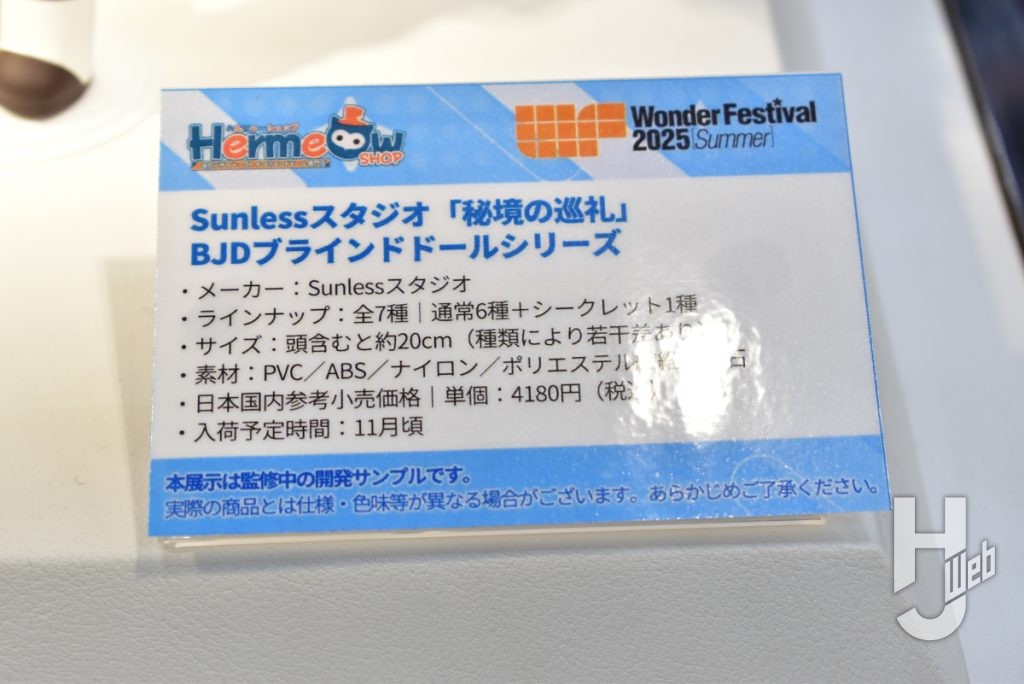 Hermeow
SHOP
WF
Wonder Festival
2025[Summer]
Sunlessスタジオ「秘境の巡礼」
BJDブラインドドールシリーズ
・メーカー：Sunlessスタジオ
・ラインナップ：全7種｜通常6種＋シークレット1種
・サイズ：頭含むと約20cm（種類により若干差あり
・素材：PVC／ABS／ナイロン／ポリエステル
・日本国内参考小売価格｜単個：4180円（税
・入荷予定時間：11月頃
本展示は監修中の開発サンプルです。
実際の商品とは仕様・色味等が異なる場合がございます。あらかじめご了承ください。
HJ Web